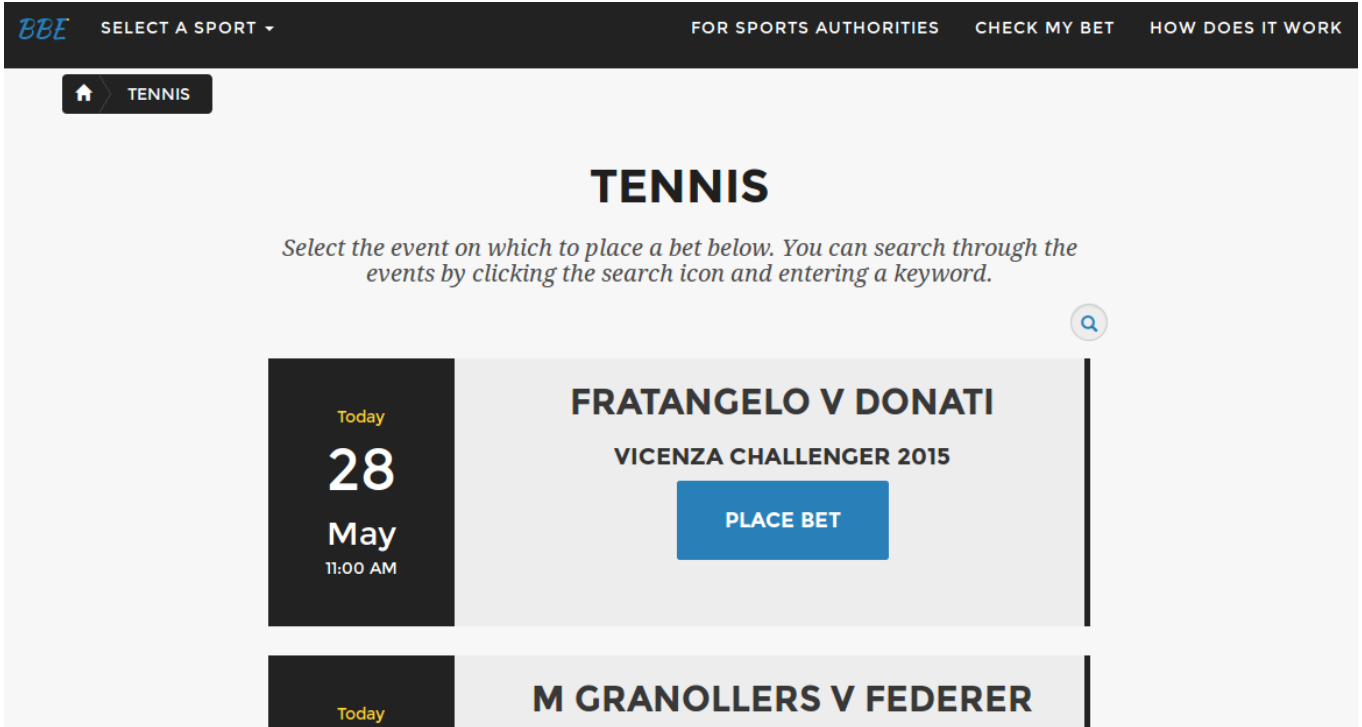 BBE SELECT A SPORT FOR SPORTS AUTHORITIES CHECK MY BET HOW DOES IT WORK
TENNIS
TENNIS
Select the event on which to place a bet below. You can search through the
events by clicking the search icon and entering a keyword.
Today
28
May
11:00 AM
FRATANGELO V DONATI
VICENZA CHALLENGER 2015
PLACE BET
Today
M GRANOLLERS V FEDERER